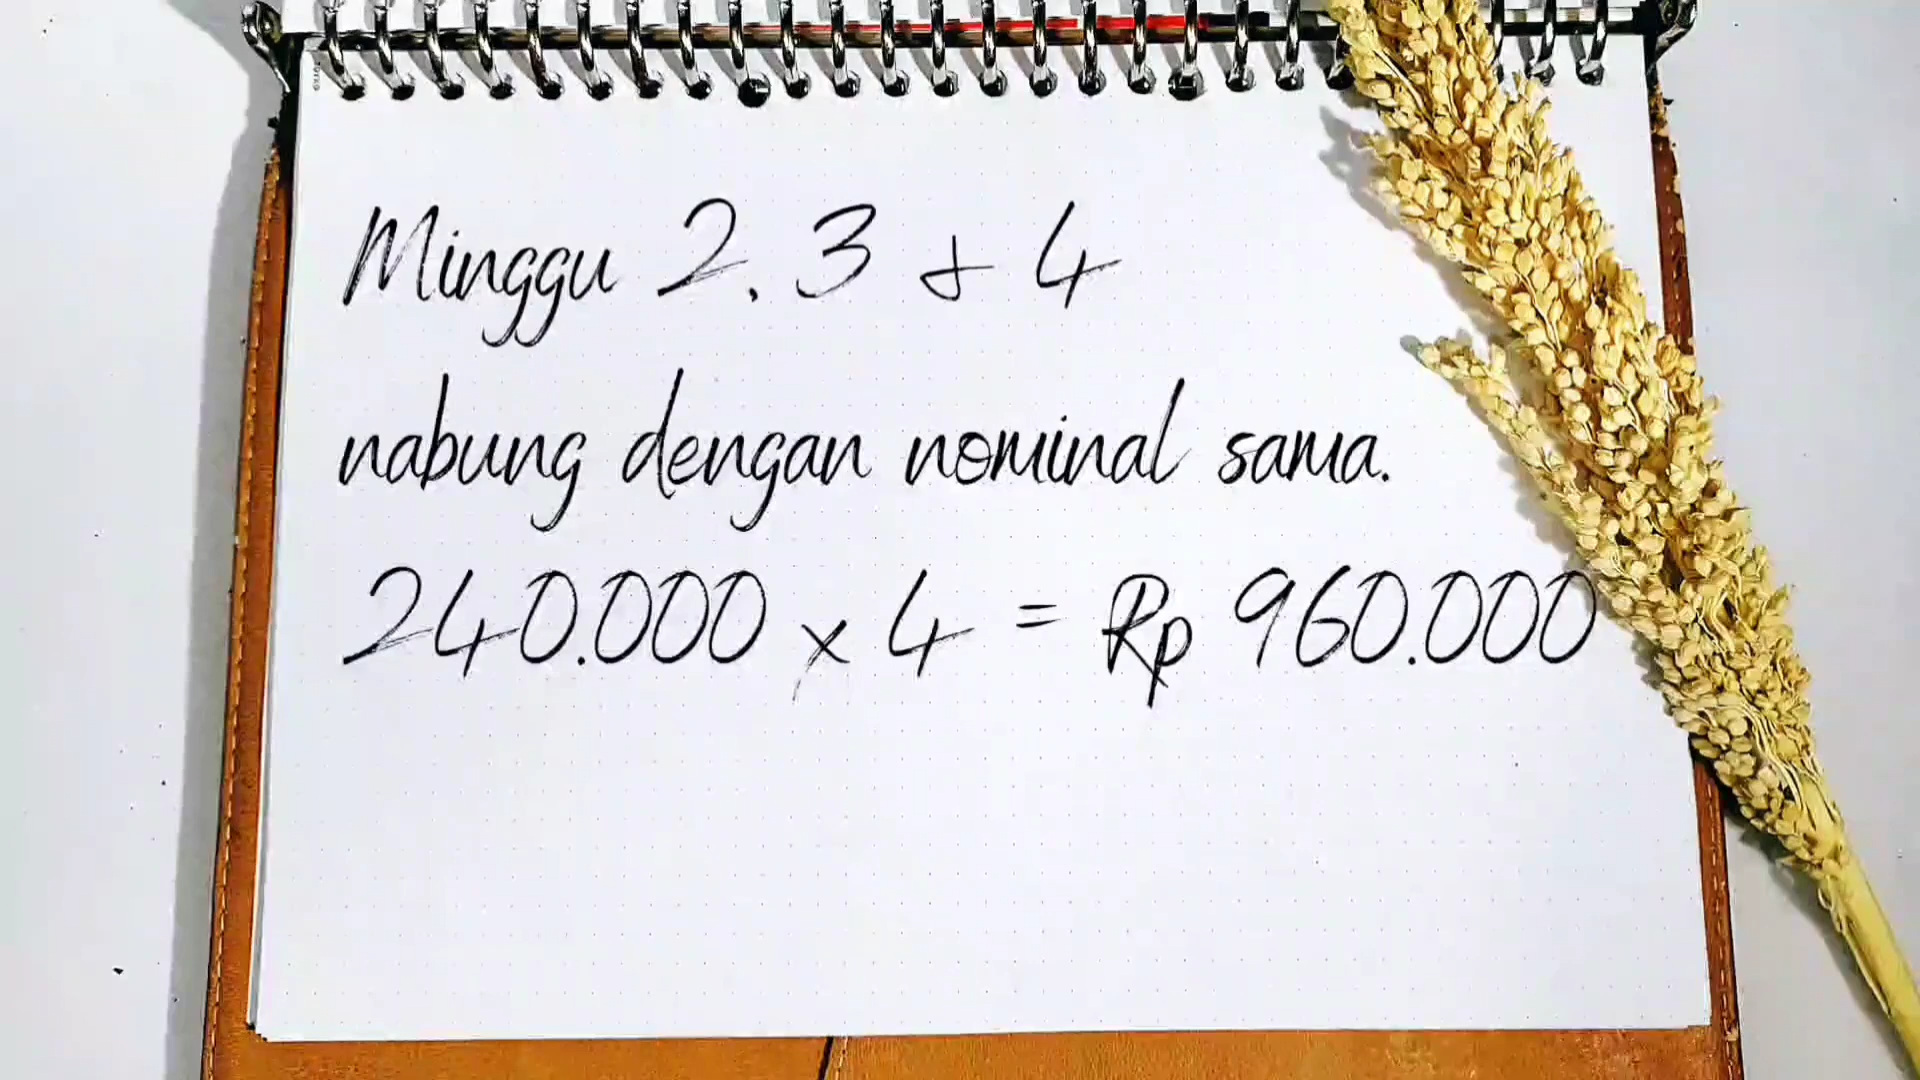 Minggu 2. 3 & 4
nabung dengan nominal sama.
240.000 x 4 = Rp 960.000